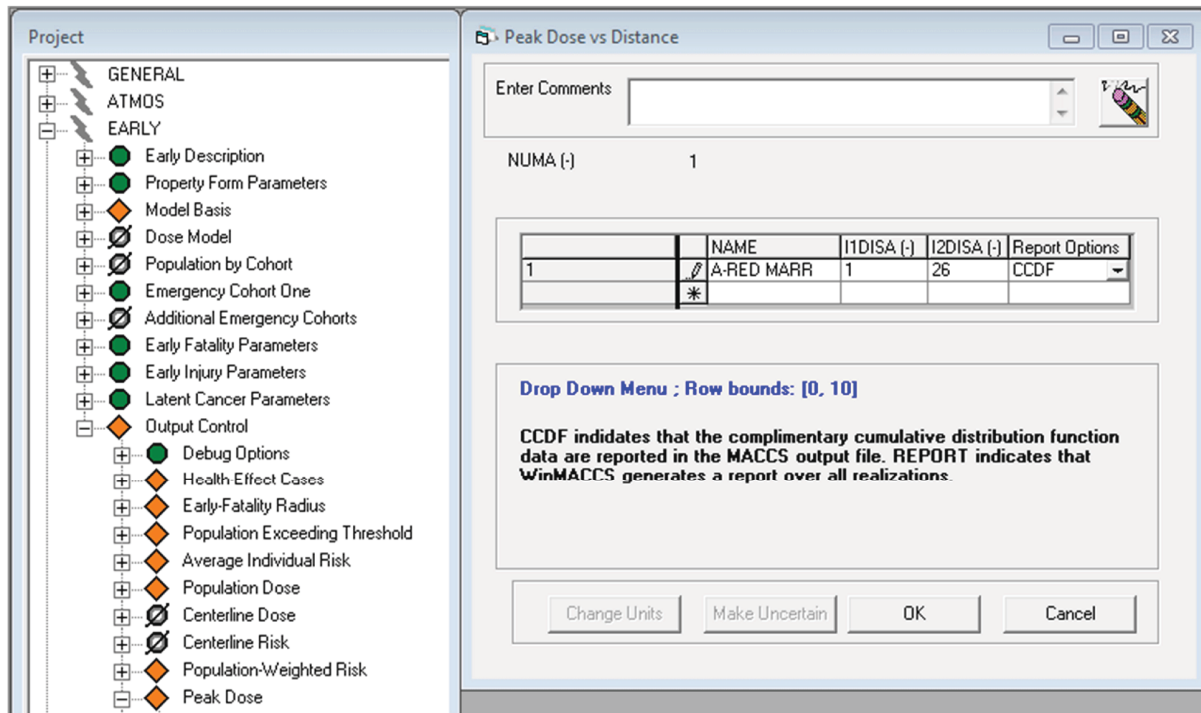 Project
GENERAL
ATMOS
EARLY
Early Description
Property Form Parameters
Model Basis
Dose Model
Population by Cohort
Emergency Cohort One
Additional Emergency Cohorts
Early Fatality Parameters
Early Injury Parameters
Latent Cancer Parameters
Output Control
Debug Options
Health-Effect Cases
Early-Fatality Radius
Population Exceeding Threshold
Average Individual Risk
Population Dose
Centerline Dose
Centerline Risk
Population-Weighted Risk
Peak Dose
Peak Dose vs Distance
Enter Comments
NUMA (-) 1
NAME I1DISA (-) I2DISA (-) Report Options
1 A-RED MARR 1 26 CCDF
Drop Down Menu ; Row bounds: [0, 10]
CCDF indidates that the complimentary cumulative distribution function
data are reported in the MACCS output file. REPORT indicates that
WinMACCS generates a report over all realizations.
Change Units Make Uncertain OK Cancel